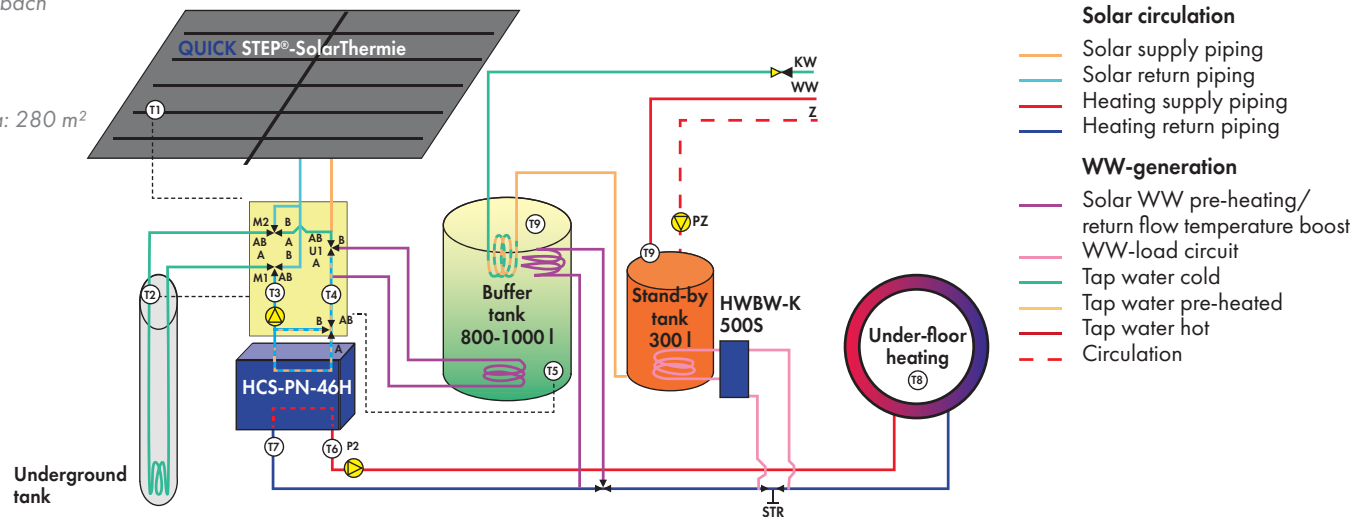 bach
a: 280 m²
QUICK STEP®-SolarThermie
T1
KW
WW
Z
M2
B
AB
A
A
B
M1
AB
AB
B
U1
A
T2
T3
T4
B
AB
A
HCS-PN-46H
T7
T6
P2
Underground
tank
T9
Buffer
tank
800-1000 l
T5
PZ
T9
Stand-by
tank
300 l
HWBW-K
500S
Under-floor
heating
T8
STR
Solar circulation
Solar supply piping
Solar return piping
Heating supply piping
Heating return piping
WW-generation
Solar WW pre-heating/
return flow temperature boost
WW-load circuit
Tap water cold
Tap water pre-heated
Tap water hot
Circulation